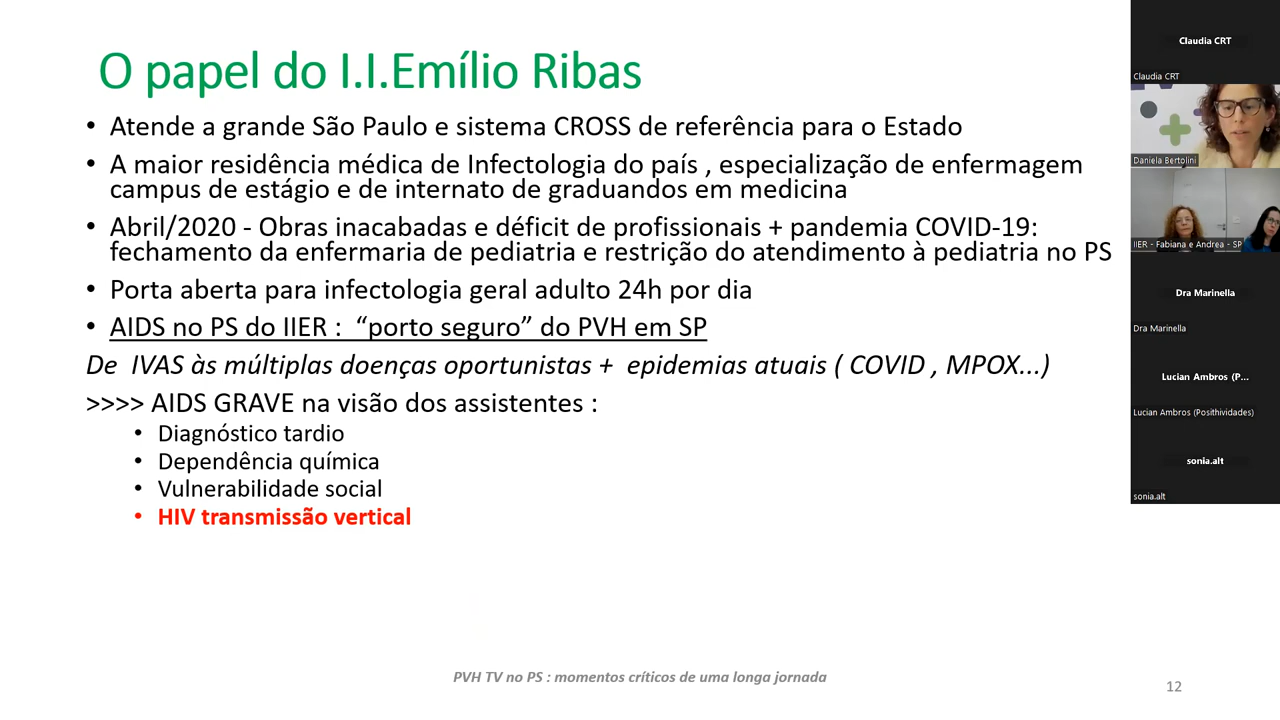 O papel do I.I.Emílio Ribas
• Atende a grande São Paulo e sistema CROSS de referência para o Estado
• A maior residência médica de Infectologia do país , especialização de enfermagem
campus de estágio e de internato de graduandos em medicina
• Abril/2020 - Obras inacabadas e déficit de profissionais + pandemia COVID-19:
fechamento da enfermaria de pediatria e restrição do atendimento à pediatria no PS
• Porta aberta para infectologia geral adulto 24h por dia
• AIDS no PS do IIER : “porto seguro” do PVH em SP
De IVAS às múltiplas doenças oportunistas + epidemias atuais ( COVID , MPOX...)
>>>> AIDS GRAVE na visão dos assistentes :
• Diagnóstico tardio
• Dependência química
• Vulnerabilidade social
• HIV transmissão vertical
PVH TV no PS : momentos críticos de uma longa jornada
12
Claudia CRT
Claudia CRT
Daniela Bertolini
IIER - Fabiana e Andrea - SP
Dra Marinella
Dra Marinella
Lucian Ambros (P...
Lucian Ambros (Posithividades)
sonia.alt
sonia.alt